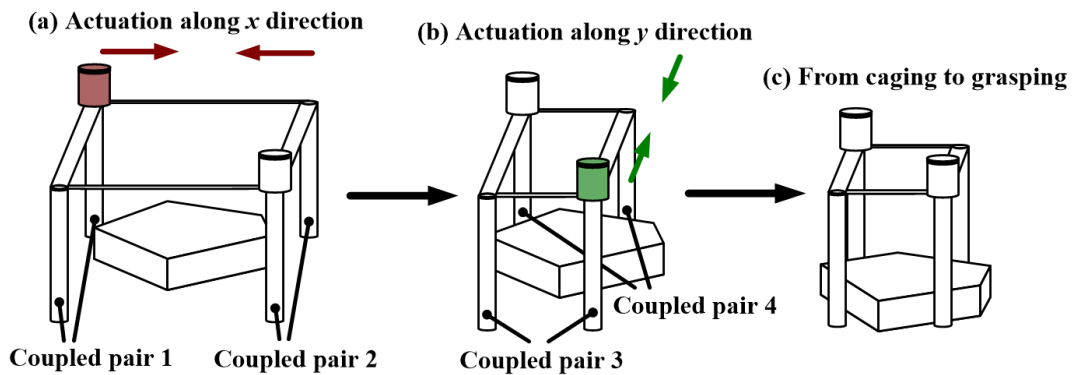 (a) Actuation along x direction
(b) Actuation along y direction
(c) From caging to grasping
Coupled pair 1
Coupled pair 2
Coupled pair 3
Coupled pair 4